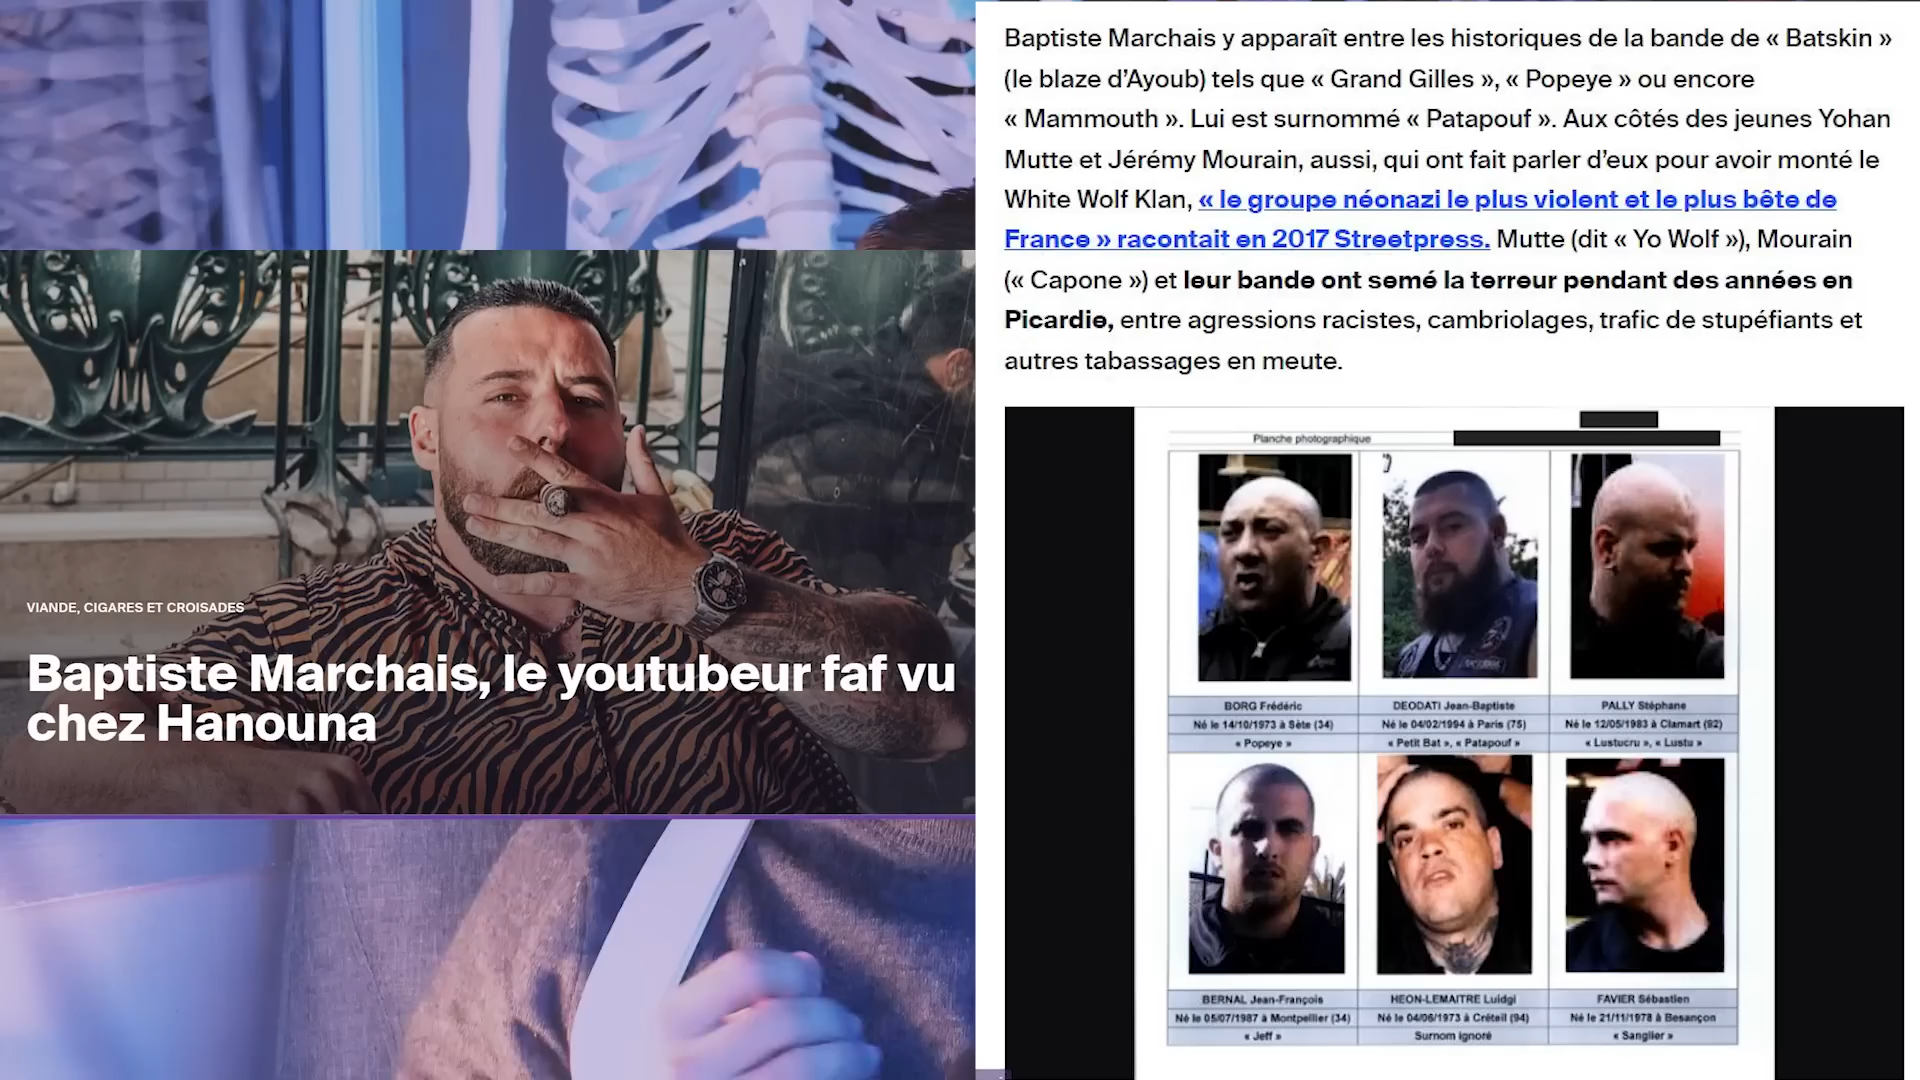 VIANDE, CIGARES ET CROISADES
Baptiste Marchais, le youtubeur faf vu
chez Hanouna
Baptiste Marchais y apparaît entre les historiques de la bande de « Batskin »
(le blaze d’Ayoub) tels que « Grand Gilles », « Popeye » ou encore
« Mammouth ». Lui est surnommé « Patapouf ». Aux côtés des jeunes Yohan
Mutte et Jérémy Mourain, aussi, qui ont fait parler d’eux pour avoir monté le
White Wolf Klan, « le groupe néonazi le plus violent et le plus bête de
France » racontait en 2017 Streetpress. Mutte (dit « Yo Wolf »), Mourain
(« Capone ») et leur bande ont semé la terreur pendant des années en
Picardie, entre agressions racistes, cambriolages, trafic de stupéfiants et
autres tabassages en meute.
Planche photographique
BORG Frédéric DEODATI Jean-Baptiste PALLY Stéphane
Né le 14/10/1973 à Sète (34) Né le 04/02/1994 à Paris (75) Né le 12/05/1983 à Clamart (92)
« Popeye » « Petit Bat », « Patapouf » « Lustucru », « Lustu »
BERNAL Jean-François HEON-LEMAITRE Luidgi FAVIER Sébastien
Né le 05/07/1987 à Montpellier (34) Né le 04/06/1973 à Créteil (94) Né le 21/11/1978 à Besançon
« Jeff » Surnom ignoré « Sanglier »